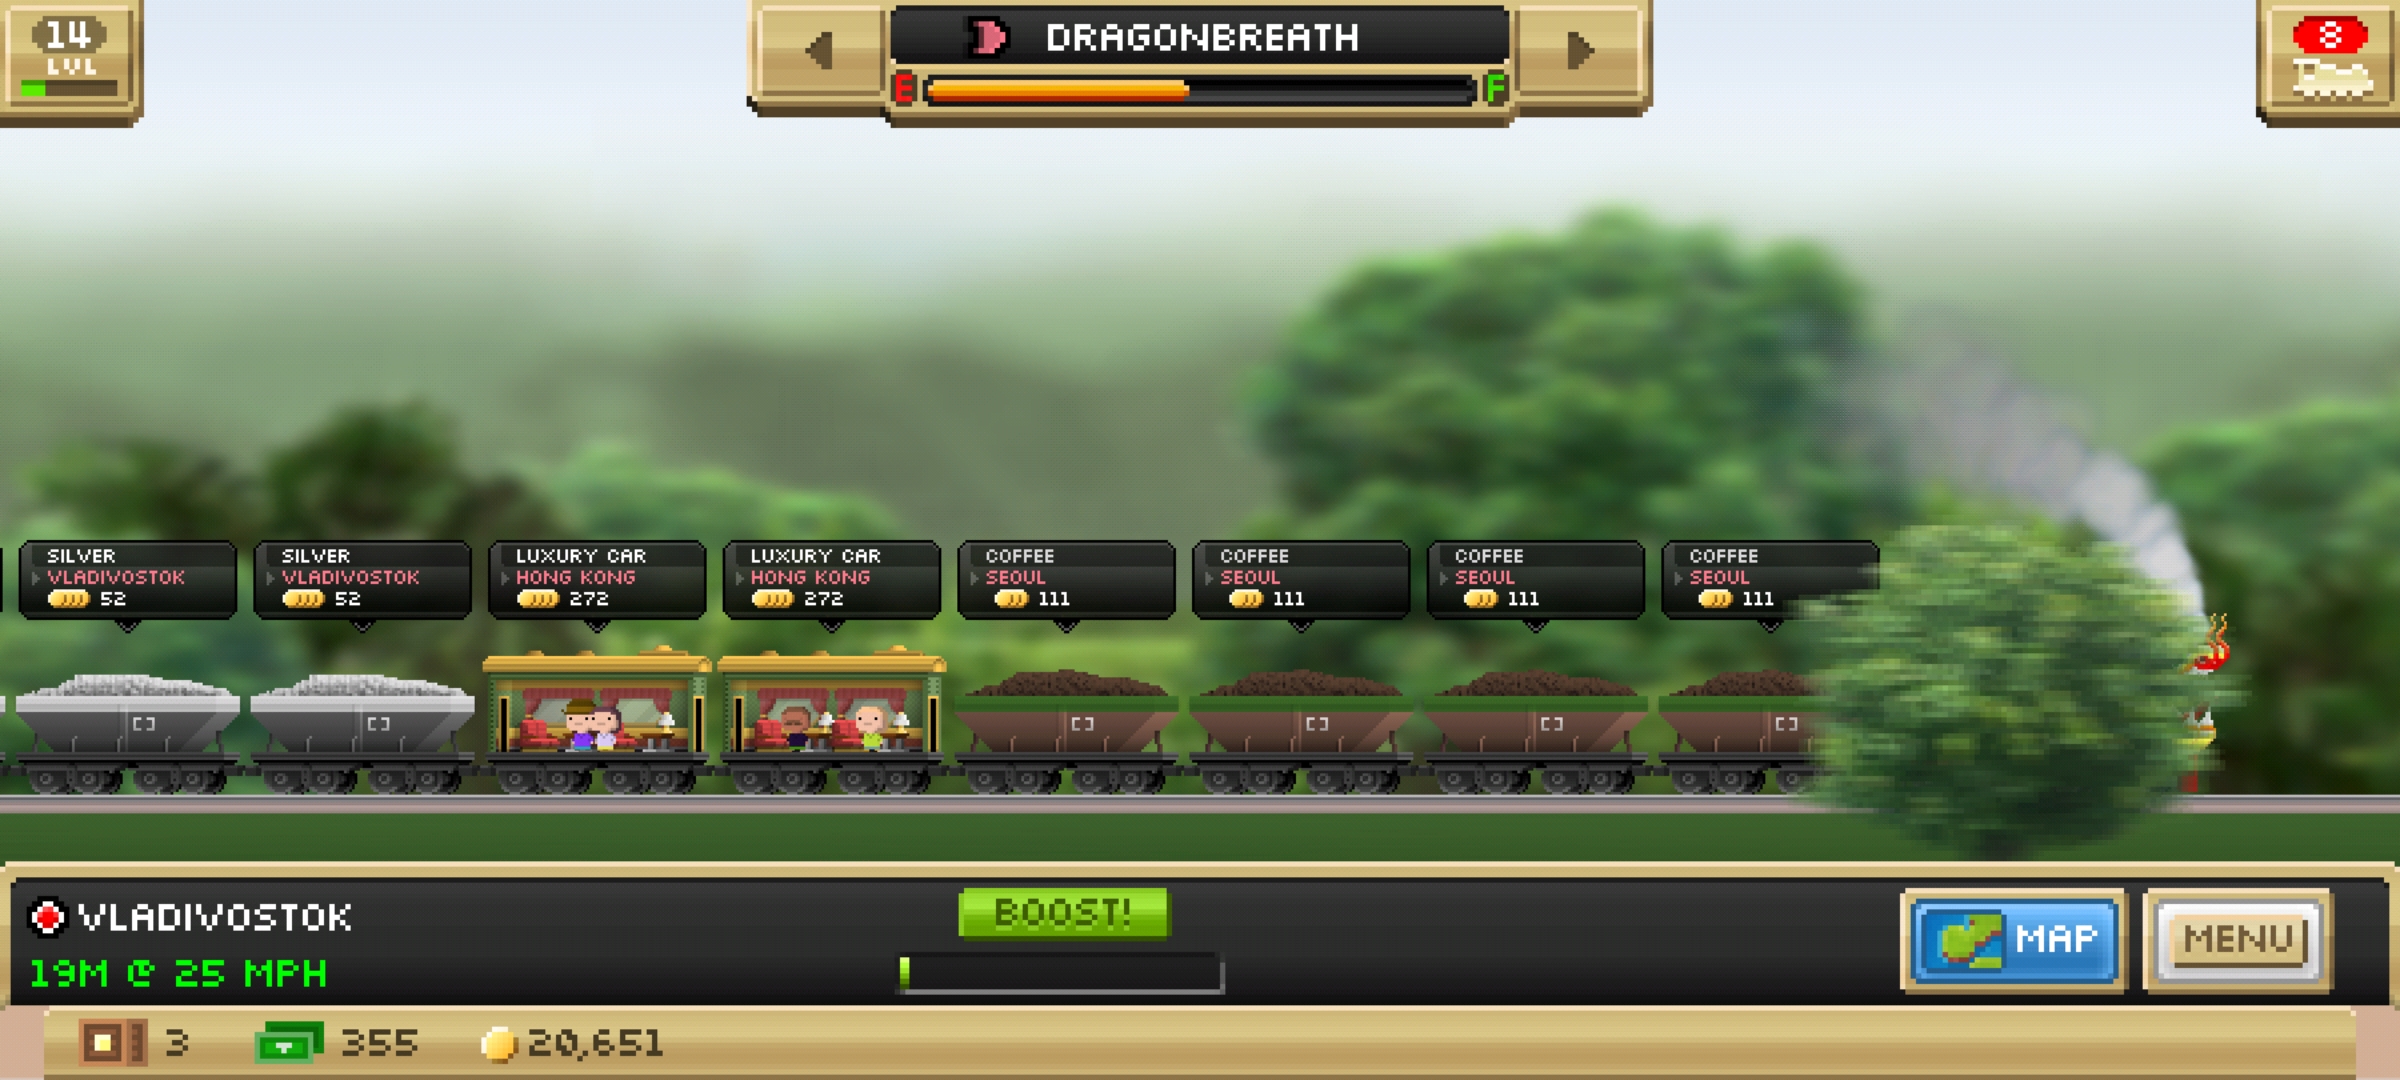 14
LVL
DRAGONBREATH
E F
8
SILVER
VLADIVOSTOK
52
SILVER
VLADIVOSTOK
52
LUXURY CAR
HONG KONG
272
LUXURY CAR
HONG KONG
272
COFFEE
SEOUL
111
COFFEE
SEOUL
111
COFFEE
SEOUL
111
COFFEE
SEOUL
111
VLADIVOSTOK
19M @ 25 MPH
BOOST!
MAP
MENU
3
355
20,651